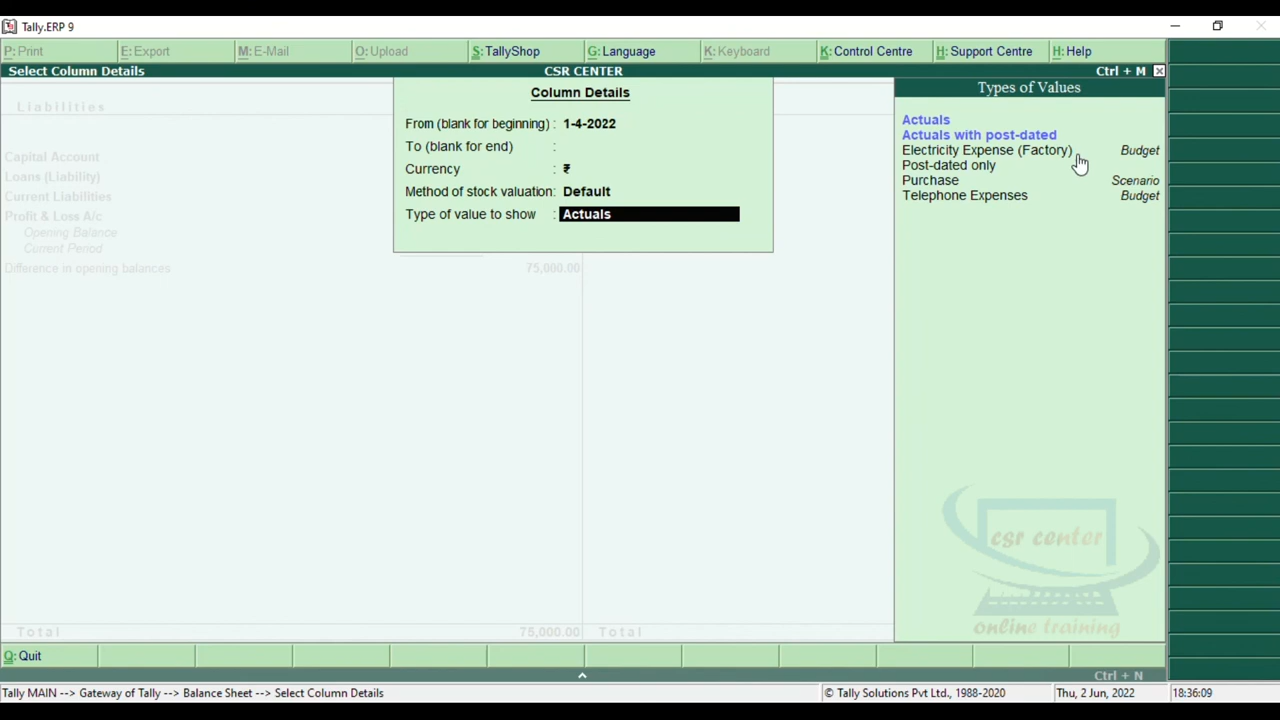 Tally.ERP 9
P: Print E: Export M: E-Mail O: Upload S: TallyShop G: Language K: Keyboard K: Control Centre H: Support Centre H: Help
Select Column Details CSR CENTER Ctrl + M
Liabilities
Column Details
From (blank for beginning) : 1-4-2022
To (blank for end) :
Currency : ₹
Method of stock valuation: Default
Type of value to show : Actuals
Types of Values
Actuals
Actuals with post-dated
Electricity Expense (Factory) Budget
Post-dated only
Purchase Scenario
Telephone Expenses Budget
Capital Account
Loans (Liability)
Current Liabilities
Profit & Loss A/c
Opening Balance
Current Period
Difference in opening balances 75,000.00
csr center
online training
Total 75,000.00 Total
Q: Quit
Ctrl + N
Tally MAIN --> Gateway of Tally --> Balance Sheet --> Select Column Details © Tally Solutions Pvt Ltd., 1988-2020 Thu, 2 Jun, 2022 18:36:09